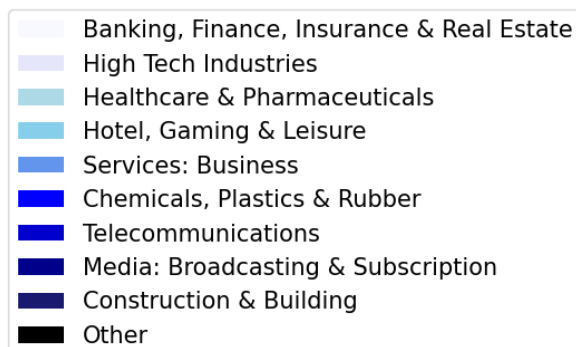 Banking, Finance, Insurance & Real Estate
High Tech Industries
Healthcare & Pharmaceuticals
Hotel, Gaming & Leisure
Services: Business
Chemicals, Plastics & Rubber
Telecommunications
Media: Broadcasting & Subscription
Construction & Building
Other